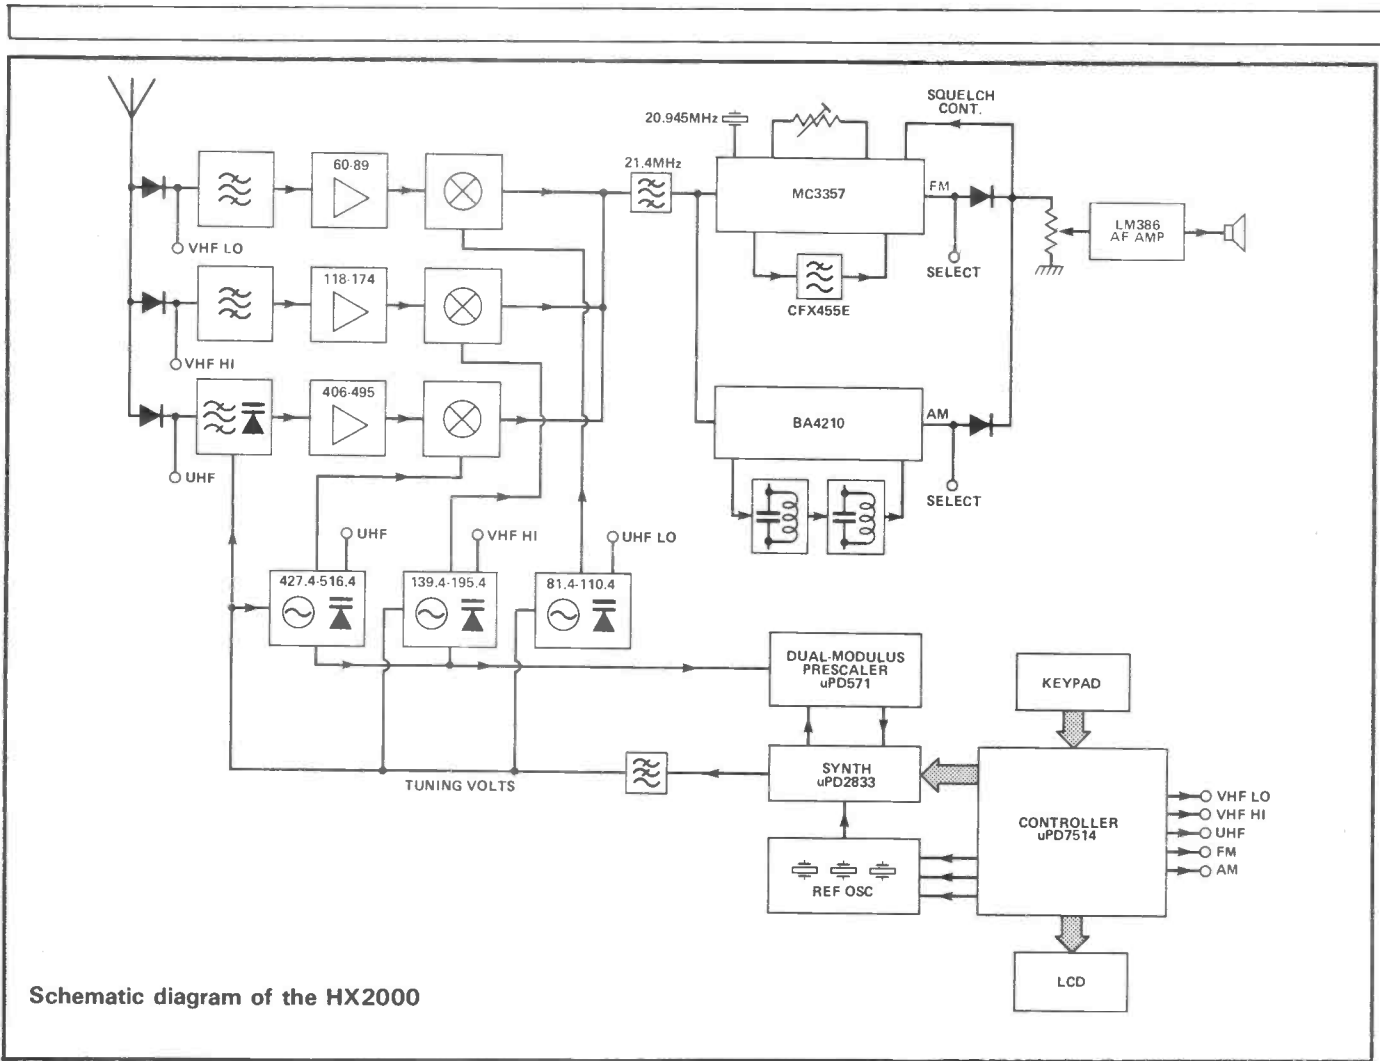 SQUELCH
CONT.
20.945MHz
60-89
21.4MHz
MC3357
FM
LM386
AF AMP
VHF LO
SELECT
118-174
CFX455E
VHF HI
406-495
BA4210
AM
UHF
SELECT
UHF
VHF HI
UHF LO
427.4-516.4
139.4-195.4
81.4-110.4
DUAL-MODULUS
PRESCALER
uPD571
KEYPAD
TUNING VOLTS
SYNTH
uPD2833
CONTROLLER
uPD7514
VHF LO
VHF HI
UHF
FM
AM
REF OSC
LCD
Schematic diagram of the HX2000